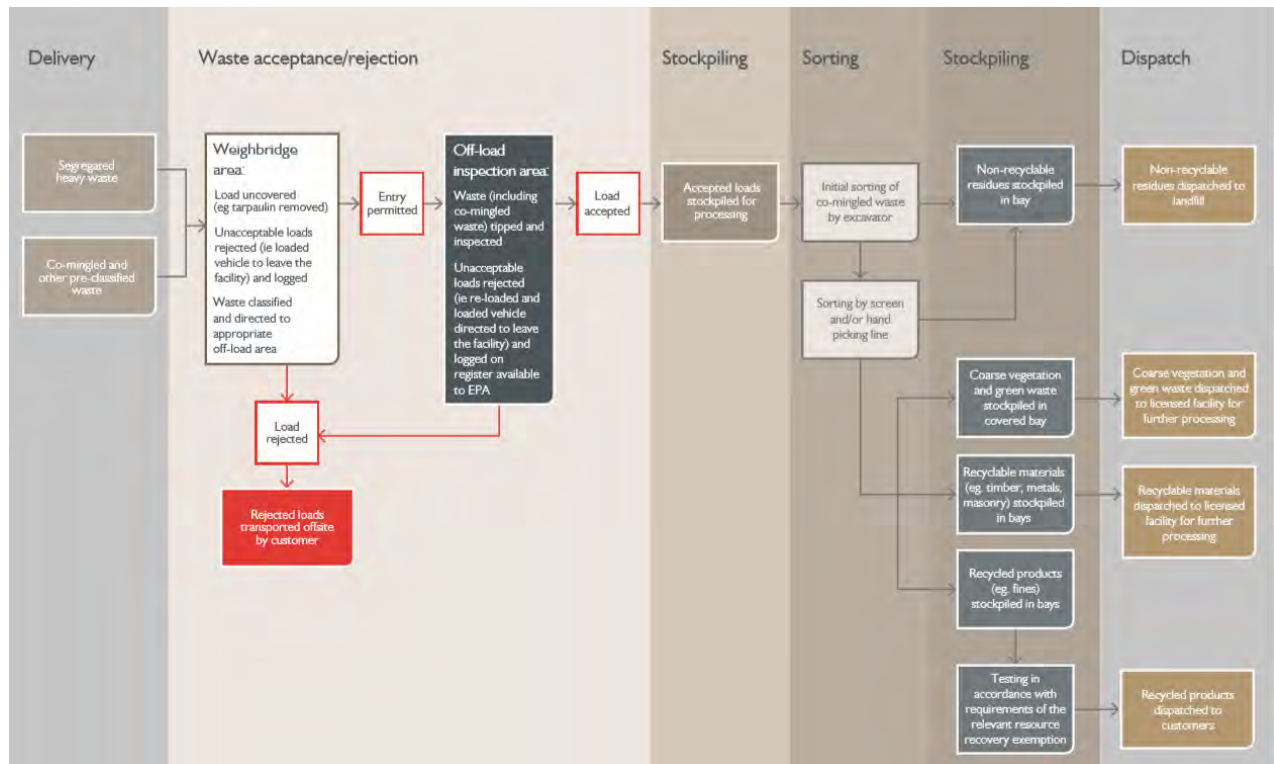 Delivery
Waste acceptance/rejection
Stockpiling
Sorting
Stockpiling
Dispatch
Segregated
heavy waste
Co-mingled and
other pre-classified
waste
Weighbridge
area:
Load uncovered
(eg tarpaulin removed)
Unacceptable loads
rejected (ie loaded
vehicle to leave the
facility) and logged
Waste classified
and directed to
appropriate
off-load area
Entry
permitted
Off-load
inspection area:
Waste (including
co-mingled
waste) tipped and
inspected
Unacceptable
loads rejected
(ie re-loaded and
loaded vehicle
directed to leave
the facility) and
logged on
register available
to EPA
Load
accepted
Load
rejected
Rejected loads
transported offsite
by customer
Accepted loads
stockpiled for
processing
Initial sorting of
co-mingled waste
by excavator
Sorting by screen
and/or hand
picking line
Non-recyclable
residues stockpiled
in bay
Non-recyclable
residues dispatched to
landfill
Coarse vegetation
and green waste
stockpiled in
covered bay
Coarse vegetation and
green waste dispatched
to licensed facility for
further processing
Recyclable materials
(eg. timber, metals,
masonry) stockpiled
in bays
Recyclable materials
dispatched to licensed
facility for further
processing
Recycled products
(eg. fines)
stockpiled in bays
Testing in
accordance with
requirements of the
relevant resource
recovery exemption
Recycled products
dispatched to
customers